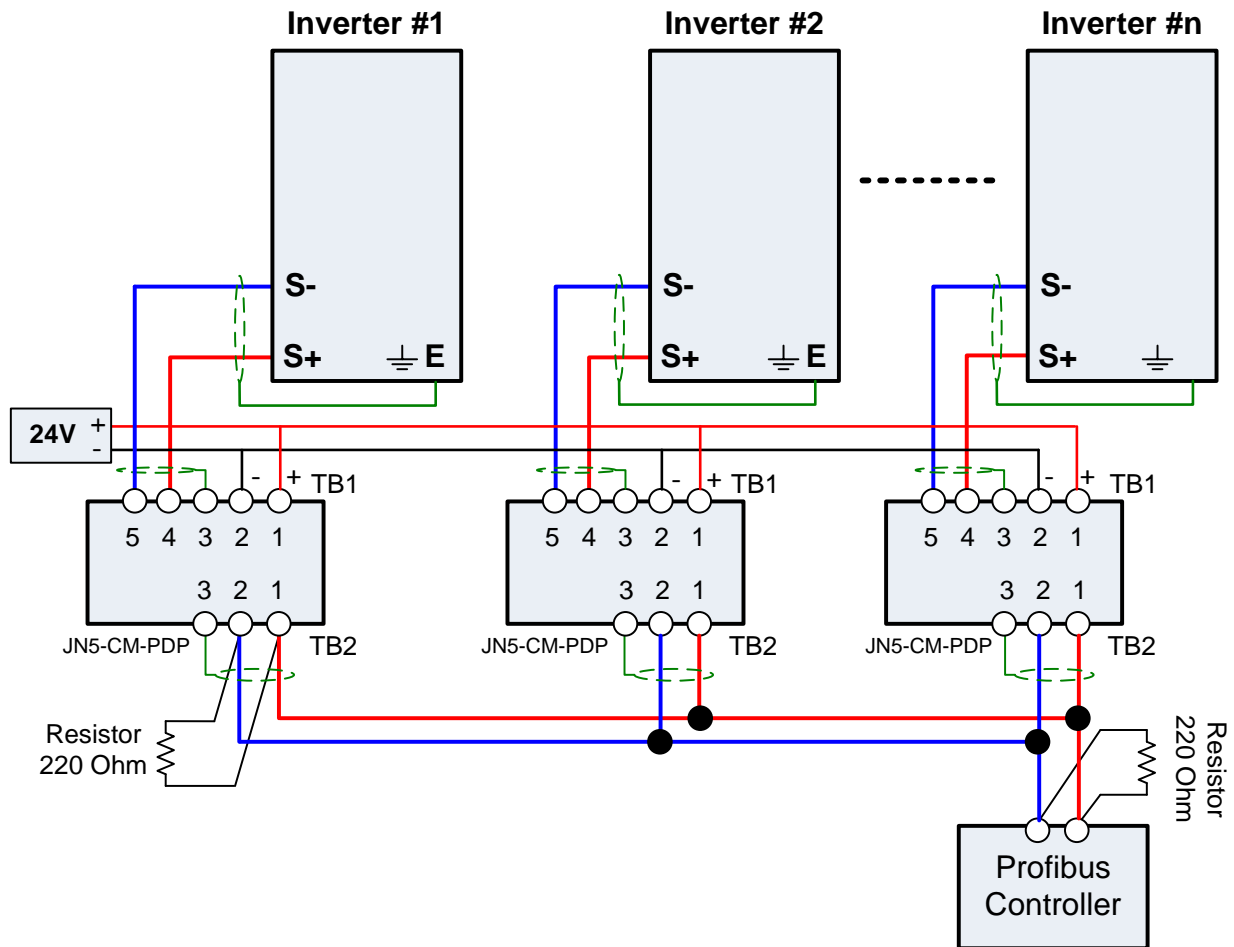 Inverter #1
Inverter #2
Inverter #n
S-
S-
S-
S+
E
S+
E
S+
24V
+
-
-
+
TB1
-
+
TB1
-
+
TB1
5 4 3 2 1
5 4 3 2 1
5 4 3 2 1
3 2 1
3 2 1
3 2 1
JN5-CM-PDP
TB2
JN5-CM-PDP
TB2
JN5-CM-PDP
TB2
Resistor
220 Ohm
Resistor
220 Ohm
Profibus
Controller